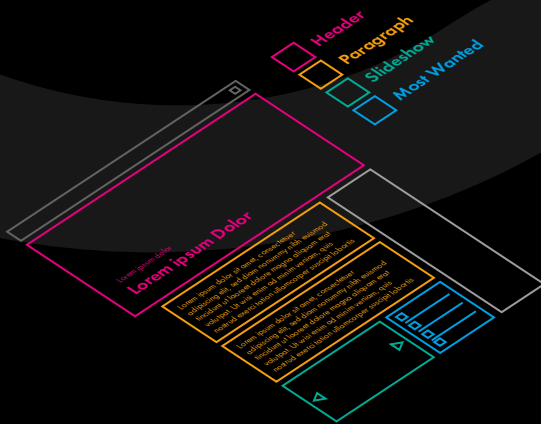 Header
Paragraph
Slideshow
Most Wanted
Lorem ipsum dolor
Lorem ipsum Dolor
Lorem ipsum dolor sit amet, consectetuer
adipiscing elit, sed diam nonummy nibh euismod
tincidunt ut laoreet dolore magna aliquam erat
volutpat. Ut wisi enim ad minim veniam, quis
nostrud exerci tation ullamcorper suscipit lobortis
Lorem ipsum dolor sit amet, consectetuer
adipiscing elit, sed diam nonummy nibh euismod
tincidunt ut laoreet dolore magna aliquam erat
volutpat. Ut wisi enim ad minim veniam, quis
nostrud exerci tation ullamcorper suscipit lobortis